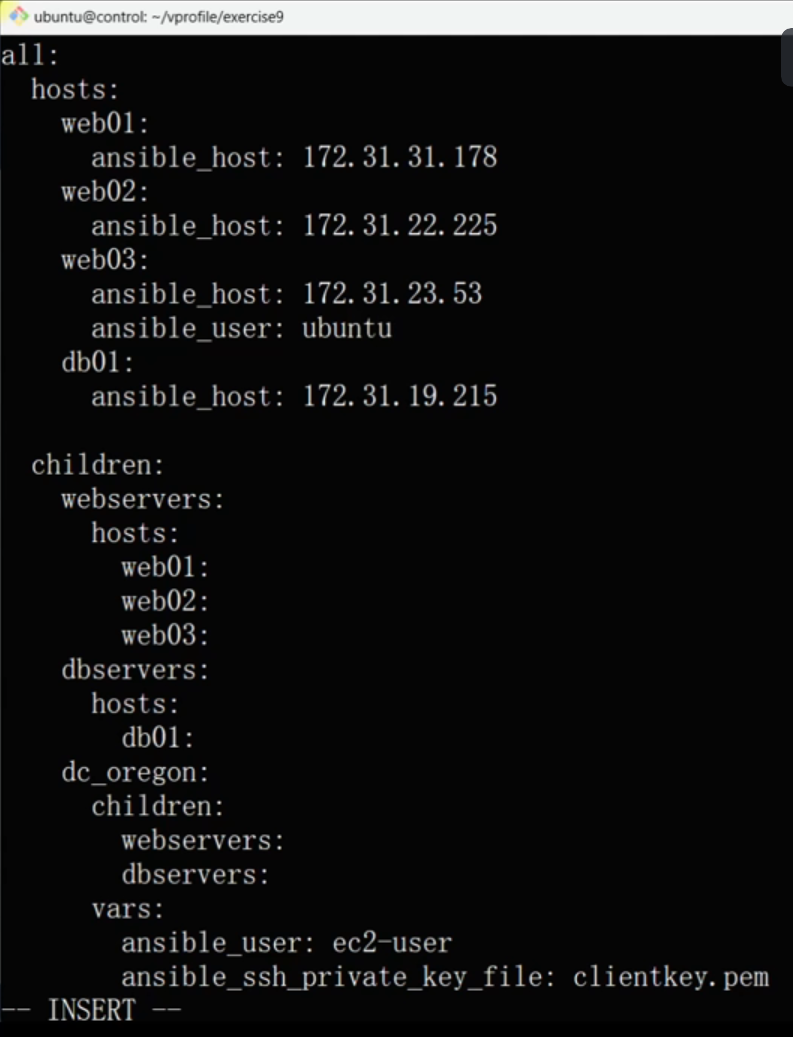 ubuntu@control: ~/vprofile/exercise9
all:
  hosts:
    web01:
      ansible_host: 172.31.31.178
    web02:
      ansible_host: 172.31.22.225
    web03:
      ansible_host: 172.31.23.53
      ansible_user: ubuntu
    db01:
      ansible_host: 172.31.19.215

  children:
    webservers:
      hosts:
        web01:
        web02:
        web03:
    dbservers:
      hosts:
        db01:
    dc_oregon:
      children:
        webservers:
        dbservers:
      vars:
        ansible_user: ec2-user
        ansible_ssh_private_key_file: clientkey.pem
-- INSERT --